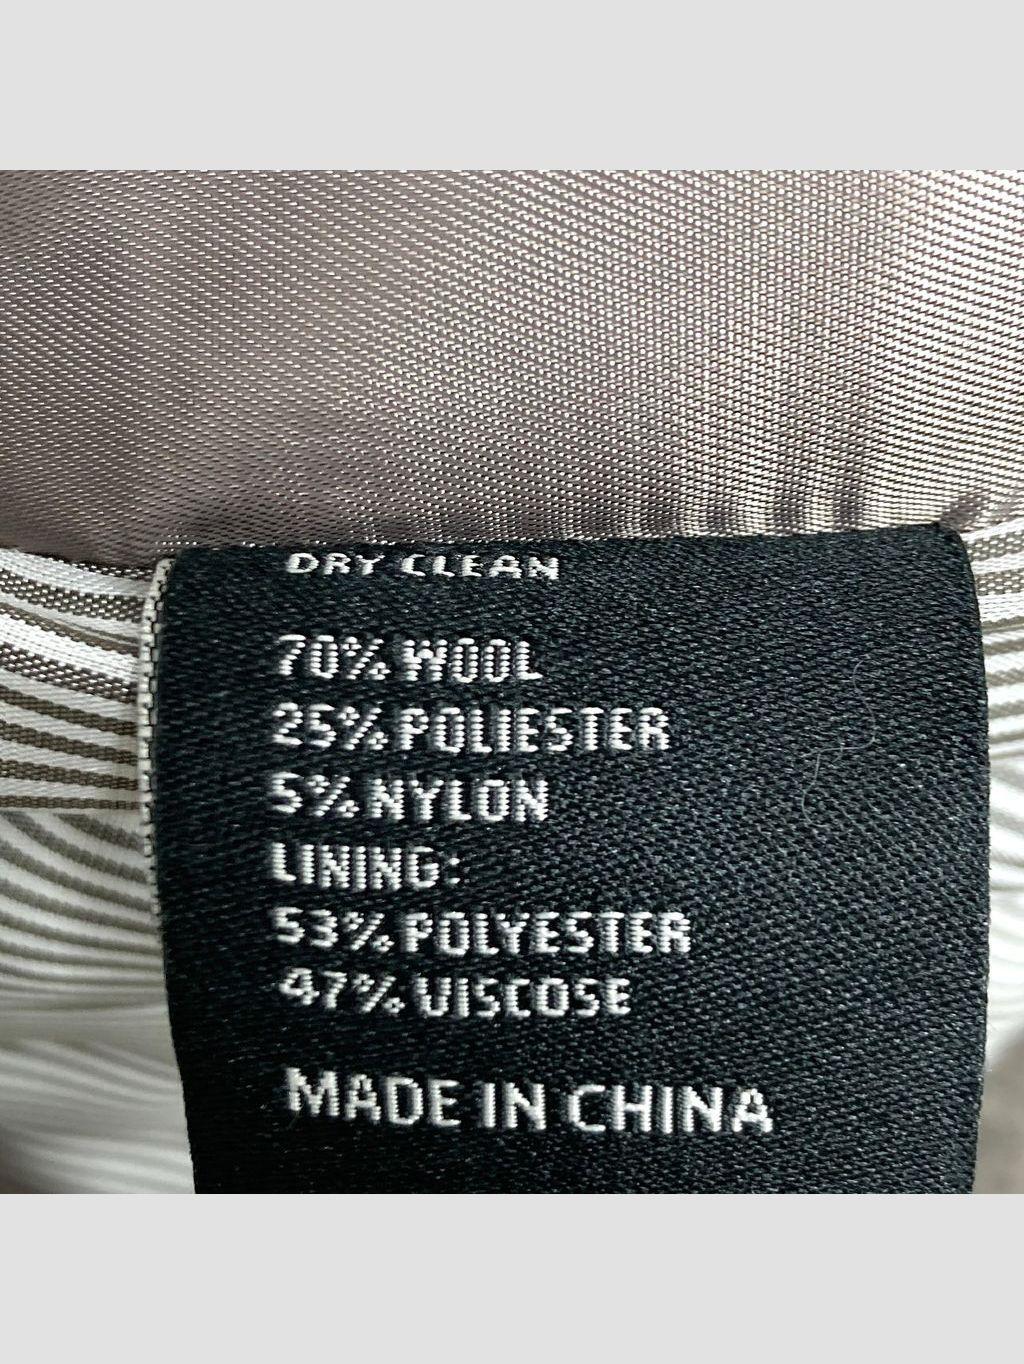 DRY CLEAN
70% WOOL
25% POLIESTER
5% NYLON
LINING:
53% POLYESTER
47% VISCOSE
MADE IN CHINA